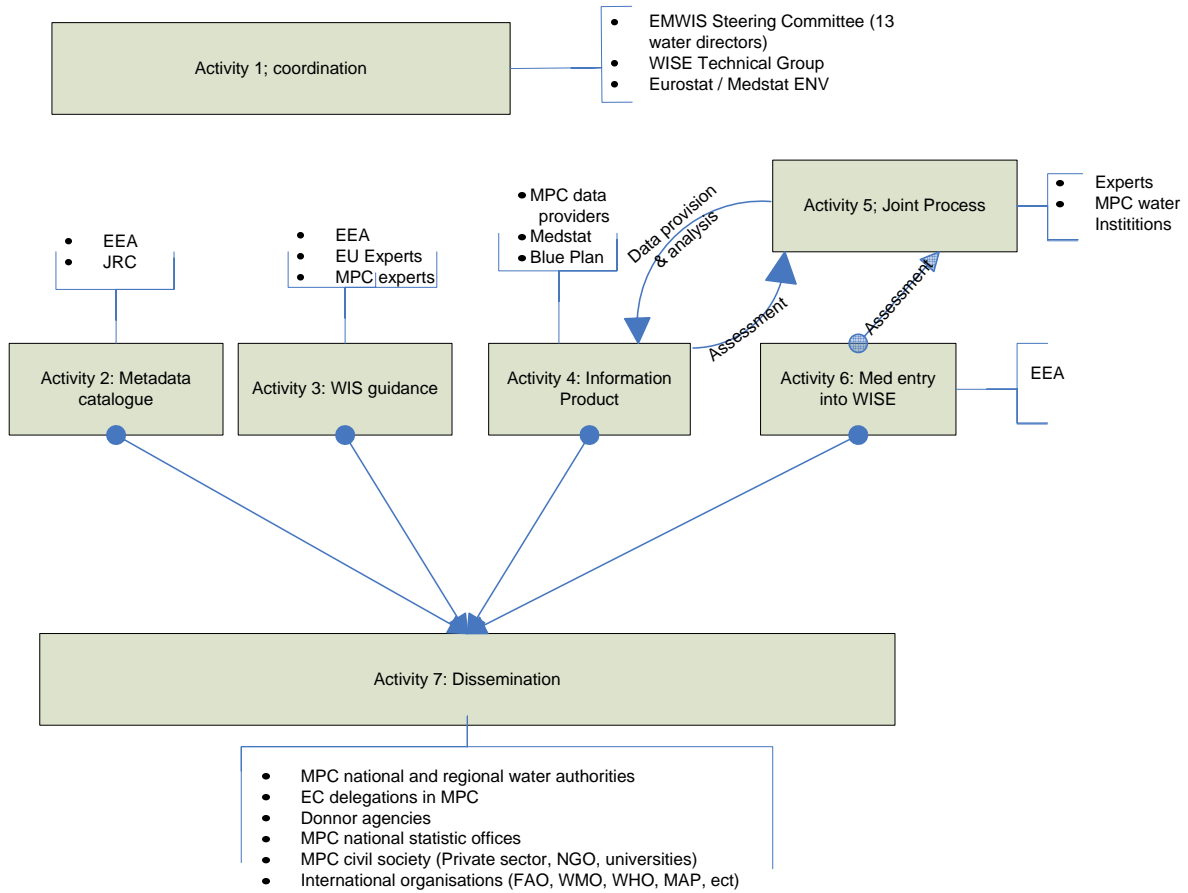 Activity 1; coordination
• EMWIS Steering Committee (13
water directors)
• WISE Technical Group
• Eurostat / Medstat ENV
• EEA
• JRC
• EEA
• EU Experts
• MPC experts
• MPC data
providers
• Medstat
• Blue Plan
Data provision
& analysis
Assessment
Activity 5; Joint Process
• Experts
• MPC water
Instititions
Assessment
Activity 2: Metadata
catalogue
Activity 3: WIS guidance
Activity 4: Information
Product
Activity 6: Med entry
into WISE
EEA
Activity 7: Dissemination
• MPC national and regional water authorities
• EC delegations in MPC
• Donnor agencies
• MPC national statistic offices
• MPC civil society (Private sector, NGO, universities)
• International organisations (FAO, WMO, WHO, MAP, ect)